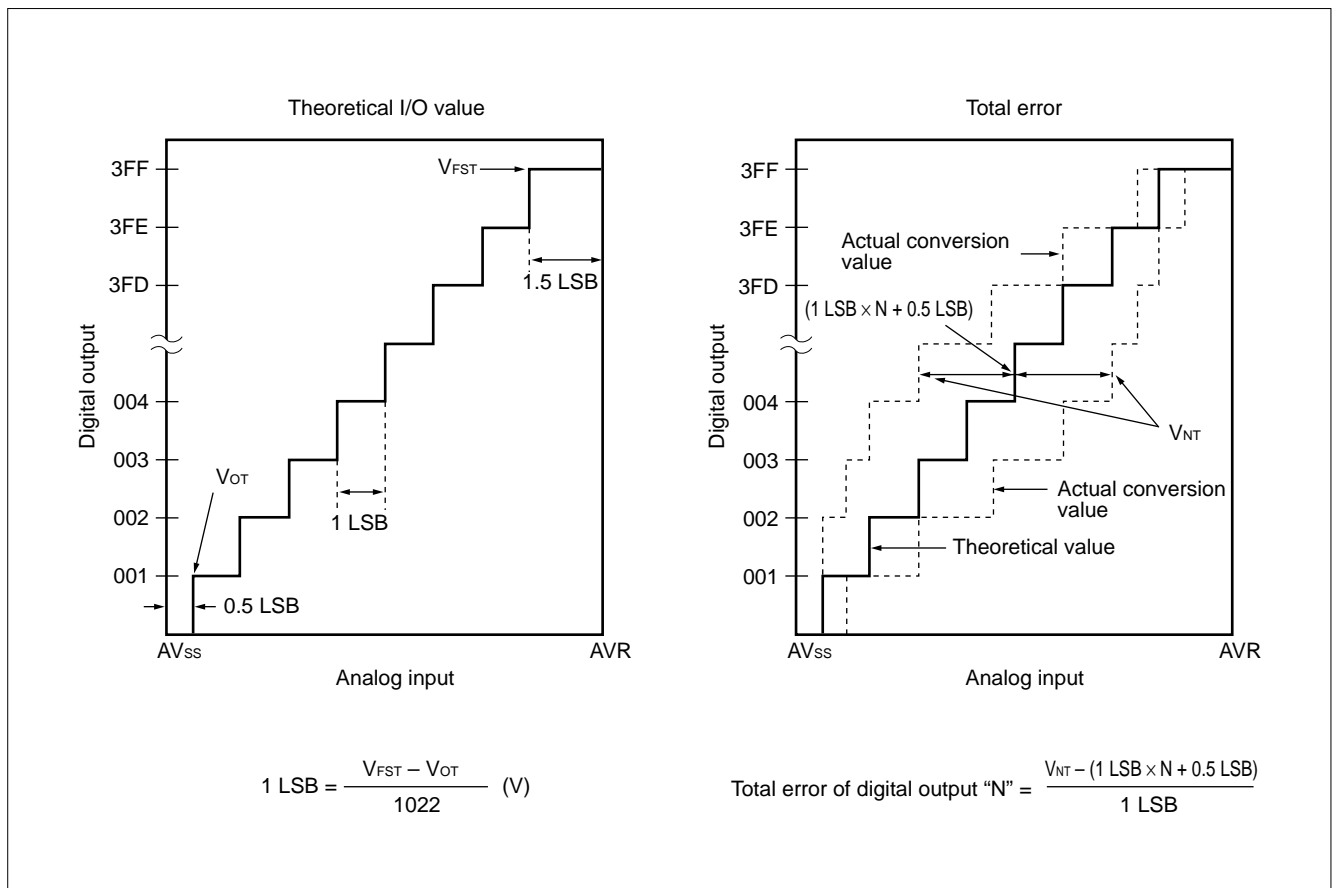 Theoretical I/O value
3FF
3FE
3FD
004
003
002
001
Digital output
VFST
1.5 LSB
1 LSB
VOT
0.5 LSB
AVSS
AVR
Analog input
1 LSB = VFST – VOT (V)
1022
Total error
3FF
3FE
3FD
004
003
002
001
Digital output
Actual conversion
value
(1 LSB × N + 0.5 LSB)
VNT
Actual conversion
value
Theoretical value
AVSS
AVR
Analog input
Total error of digital output “N” = VNT – (1 LSB × N + 0.5 LSB)
1 LSB